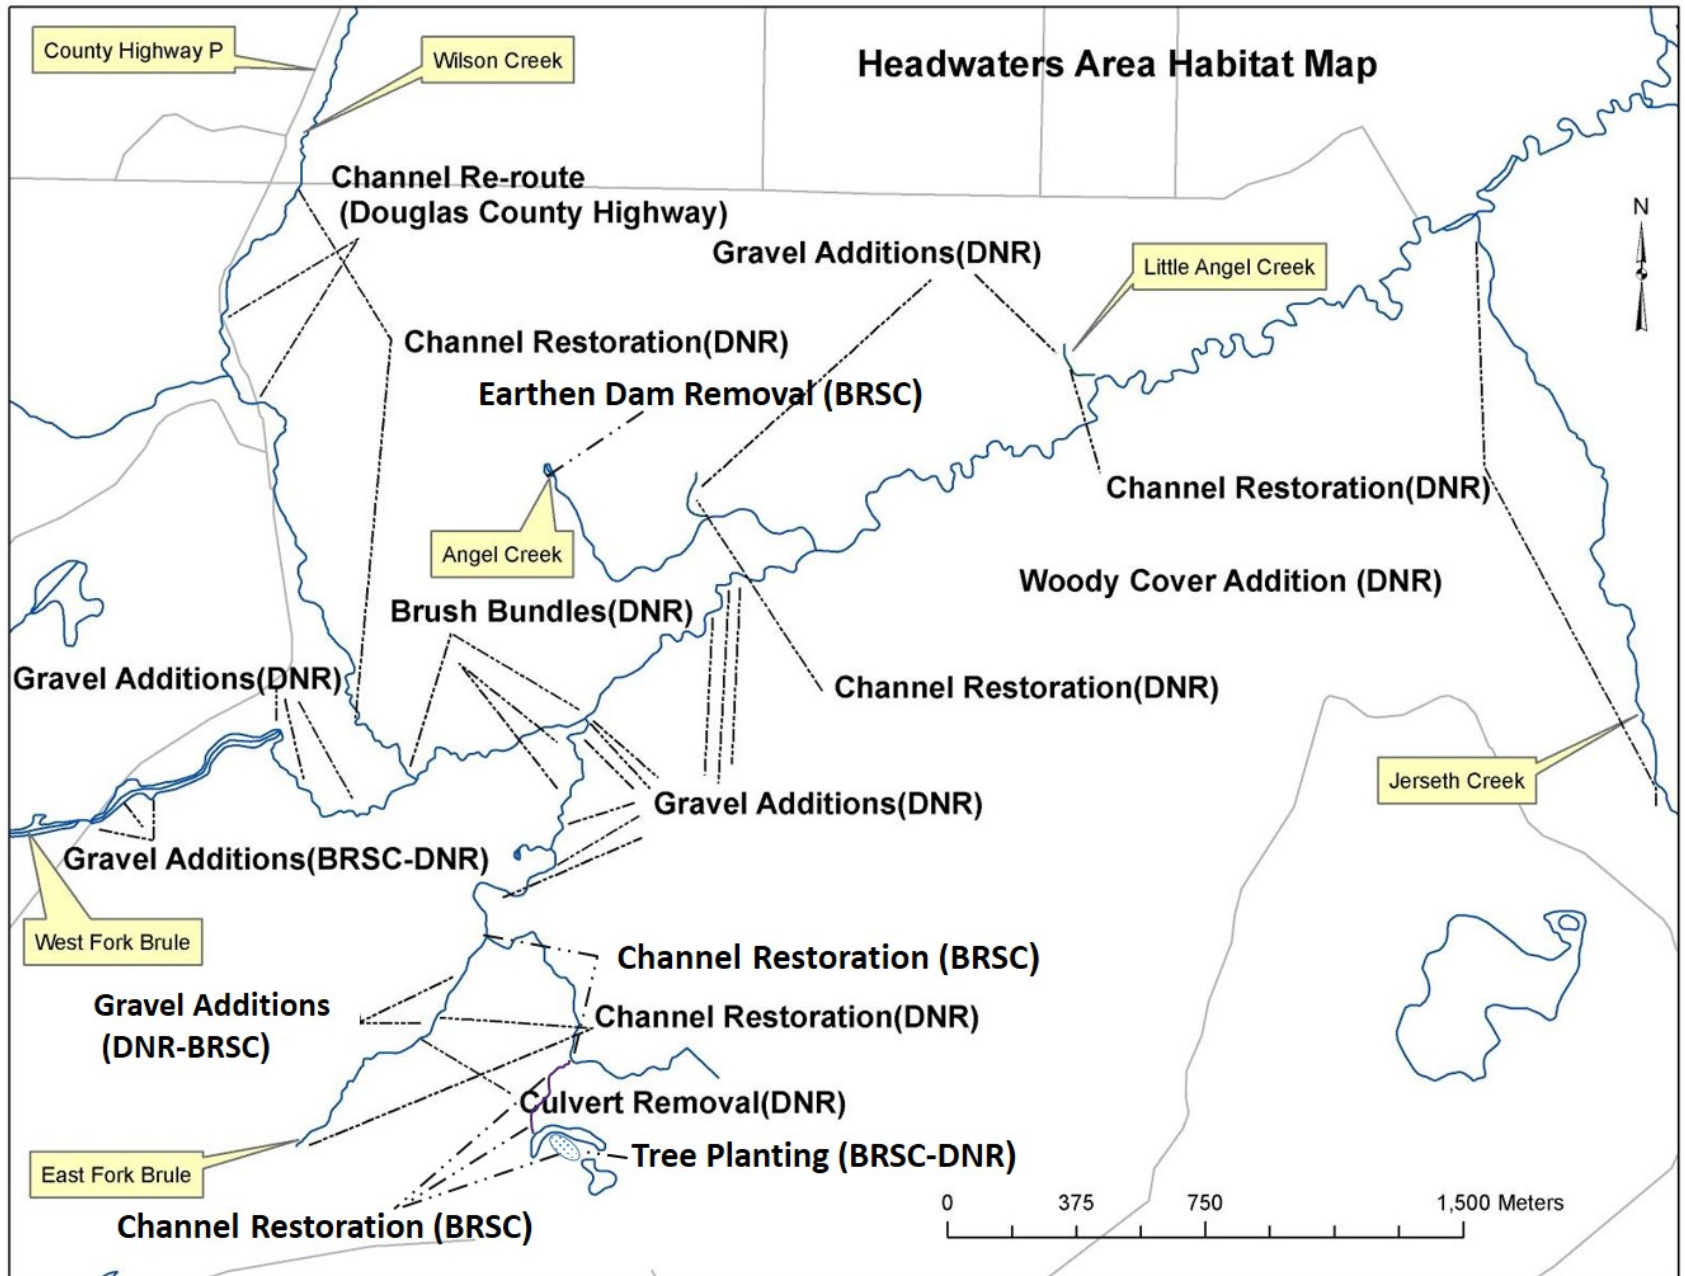 County Highway P
Wilson Creek
Headwaters Area Habitat Map
Channel Re-route
(Douglas County Highway)
N
Gravel Additions(DNR)
Little Angel Creek
Channel Restoration(DNR)
Earthen Dam Removal (BRSC)
Channel Restoration(DNR)
Angel Creek
Woody Cover Addition (DNR)
Brush Bundles(DNR)
Gravel Additions(DNR)
Channel Restoration(DNR)
Jerseth Creek
Gravel Additions(DNR)
Gravel Additions(BRSC-DNR)
West Fork Brule
Channel Restoration (BRSC)
Gravel Additions
(DNR-BRSC)
Channel Restoration(DNR)
Culvert Removal(DNR)
Tree Planting (BRSC-DNR)
East Fork Brule
Channel Restoration (BRSC)
0 375 750 1,500 Meters